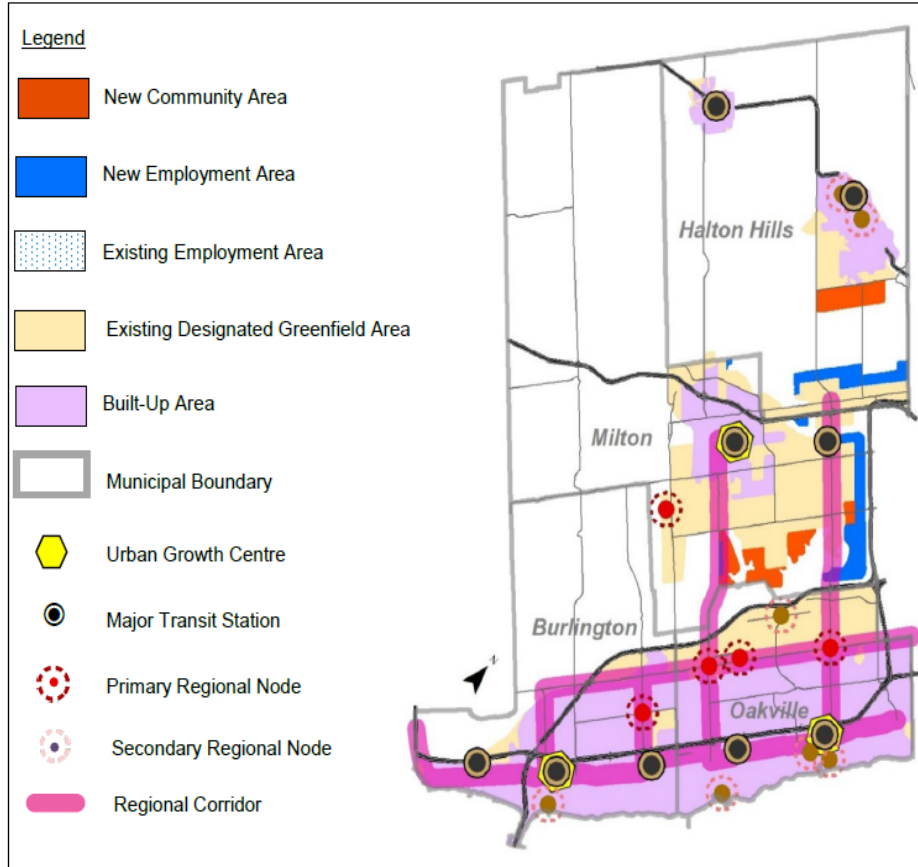 Legend
New Community Area
New Employment Area
Existing Employment Area
Existing Designated Greenfield Area
Built-Up Area
Municipal Boundary
Urban Growth Centre
Major Transit Station
Primary Regional Node
Secondary Regional Node
Regional Corridor
Halton Hills
Milton
Burlington
Oakville